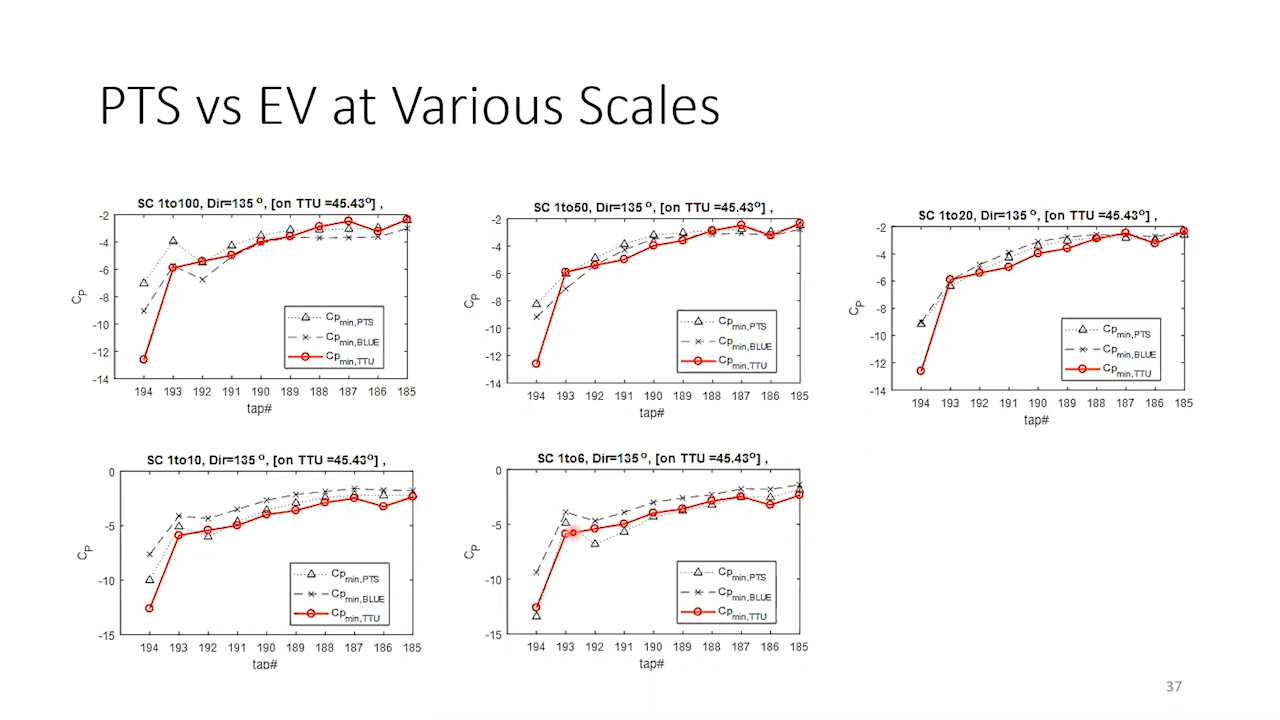 PTS vs EV at Various Scales
SC 1to100, Dir=135 o, [on TTU =45.43o] ,
-2
-4
-6
-8
-10
-12
-14
CP
Cpmin,PTS
Cpmin,BLUE
Cpmin,TTU
194 193 192 191 190 189 188 187 186 185
tap#
SC 1to50, Dir=135 o, [on TTU =45.43o] ,
-2
-4
-6
-8
-10
-12
-14
CP
Cpmin,PTS
Cpmin,BLUE
Cpmin,TTU
194 193 192 191 190 189 188 187 186 185
tap#
SC 1to20, Dir=135 o, [on TTU =45.43o] ,
-2
-4
-6
-8
-10
-12
-14
CP
Cpmin,PTS
Cpmin,BLUE
Cpmin,TTU
194 193 192 191 190 189 188 187 186 185
tap#
SC 1to10, Dir=135 o, [on TTU =45.43o] ,
0
-5
-10
-15
CP
Cpmin,PTS
Cpmin,BLUE
Cpmin,TTU
194 193 192 191 190 189 188 187 186 185
tap#
SC 1to6, Dir=135 o, [on TTU =45.43o] ,
0
-5
-10
-15
CP
Cpmin,PTS
Cpmin,BLUE
Cpmin,TTU
194 193 192 191 190 189 188 187 186 185
tap#
37